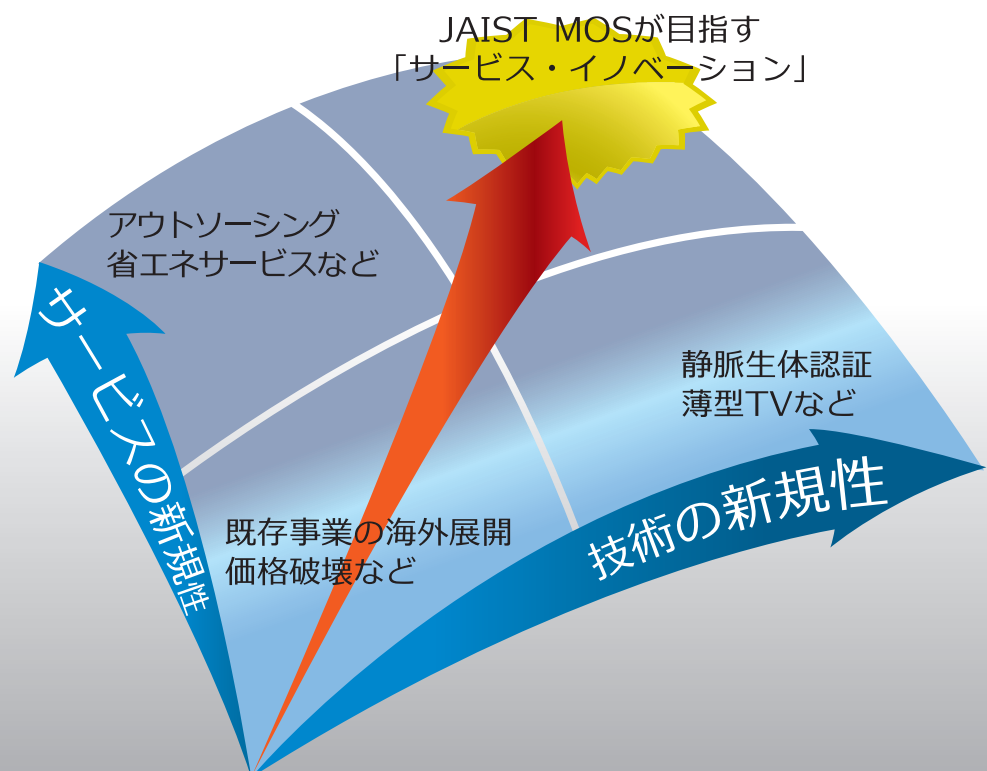 JAIST MOSが目指す
「サービス・イノベーション」
アウトソーシング
省エネサービスなど
サービスの新規性
静脈生体認証
薄型TVなど
既存事業の海外展開
価格破壊など
技術の新規性